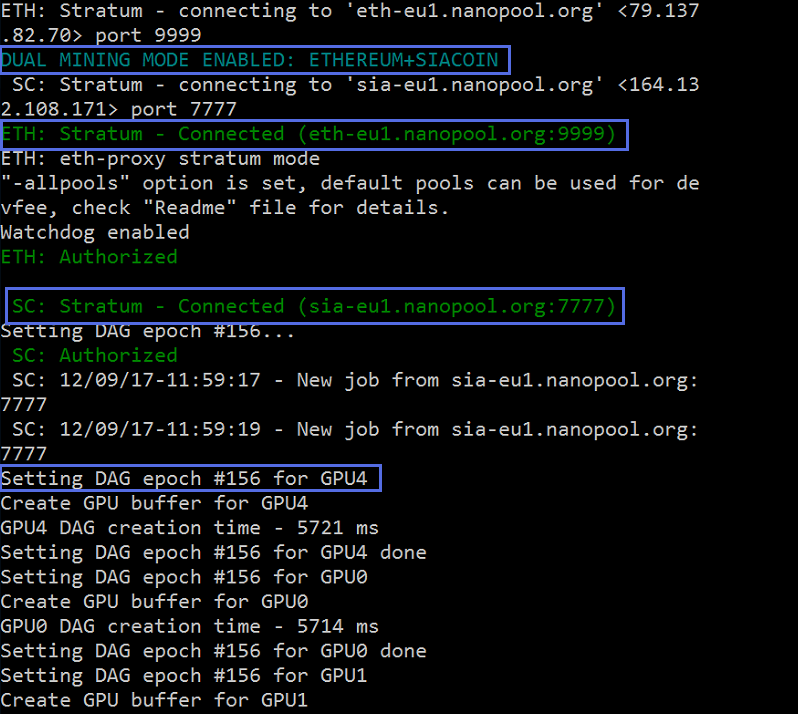 ETH: Stratum - connecting to 'eth-eu1.nanopool.org' <79.137
.82.70> port 9999
DUAL MINING MODE ENABLED: ETHEREUM+SIACOIN
SC: Stratum - connecting to 'sia-eu1.nanopool.org' <164.13
2.108.171> port 7777
ETH: Stratum - Connected (eth-eu1.nanopool.org:9999)
ETH: eth-proxy stratum mode
"-allpools" option is set, default pools can be used for de
vfee, check "Readme" file for details.
Watchdog enabled
ETH: Authorized
SC: Stratum - Connected (sia-eu1.nanopool.org:7777)
Setting DAG epoch #156...
SC: Authorized
SC: 12/09/17-11:59:17 - New job from sia-eu1.nanopool.org:
7777
SC: 12/09/17-11:59:19 - New job from sia-eu1.nanopool.org:
7777
Setting DAG epoch #156 for GPU4
Create GPU buffer for GPU4
GPU4 DAG creation time - 5721 ms
Setting DAG epoch #156 for GPU4 done
Setting DAG epoch #156 for GPU0
Create GPU buffer for GPU0
GPU0 DAG creation time - 5714 ms
Setting DAG epoch #156 for GPU0 done
Setting DAG epoch #156 for GPU1
Create GPU buffer for GPU1